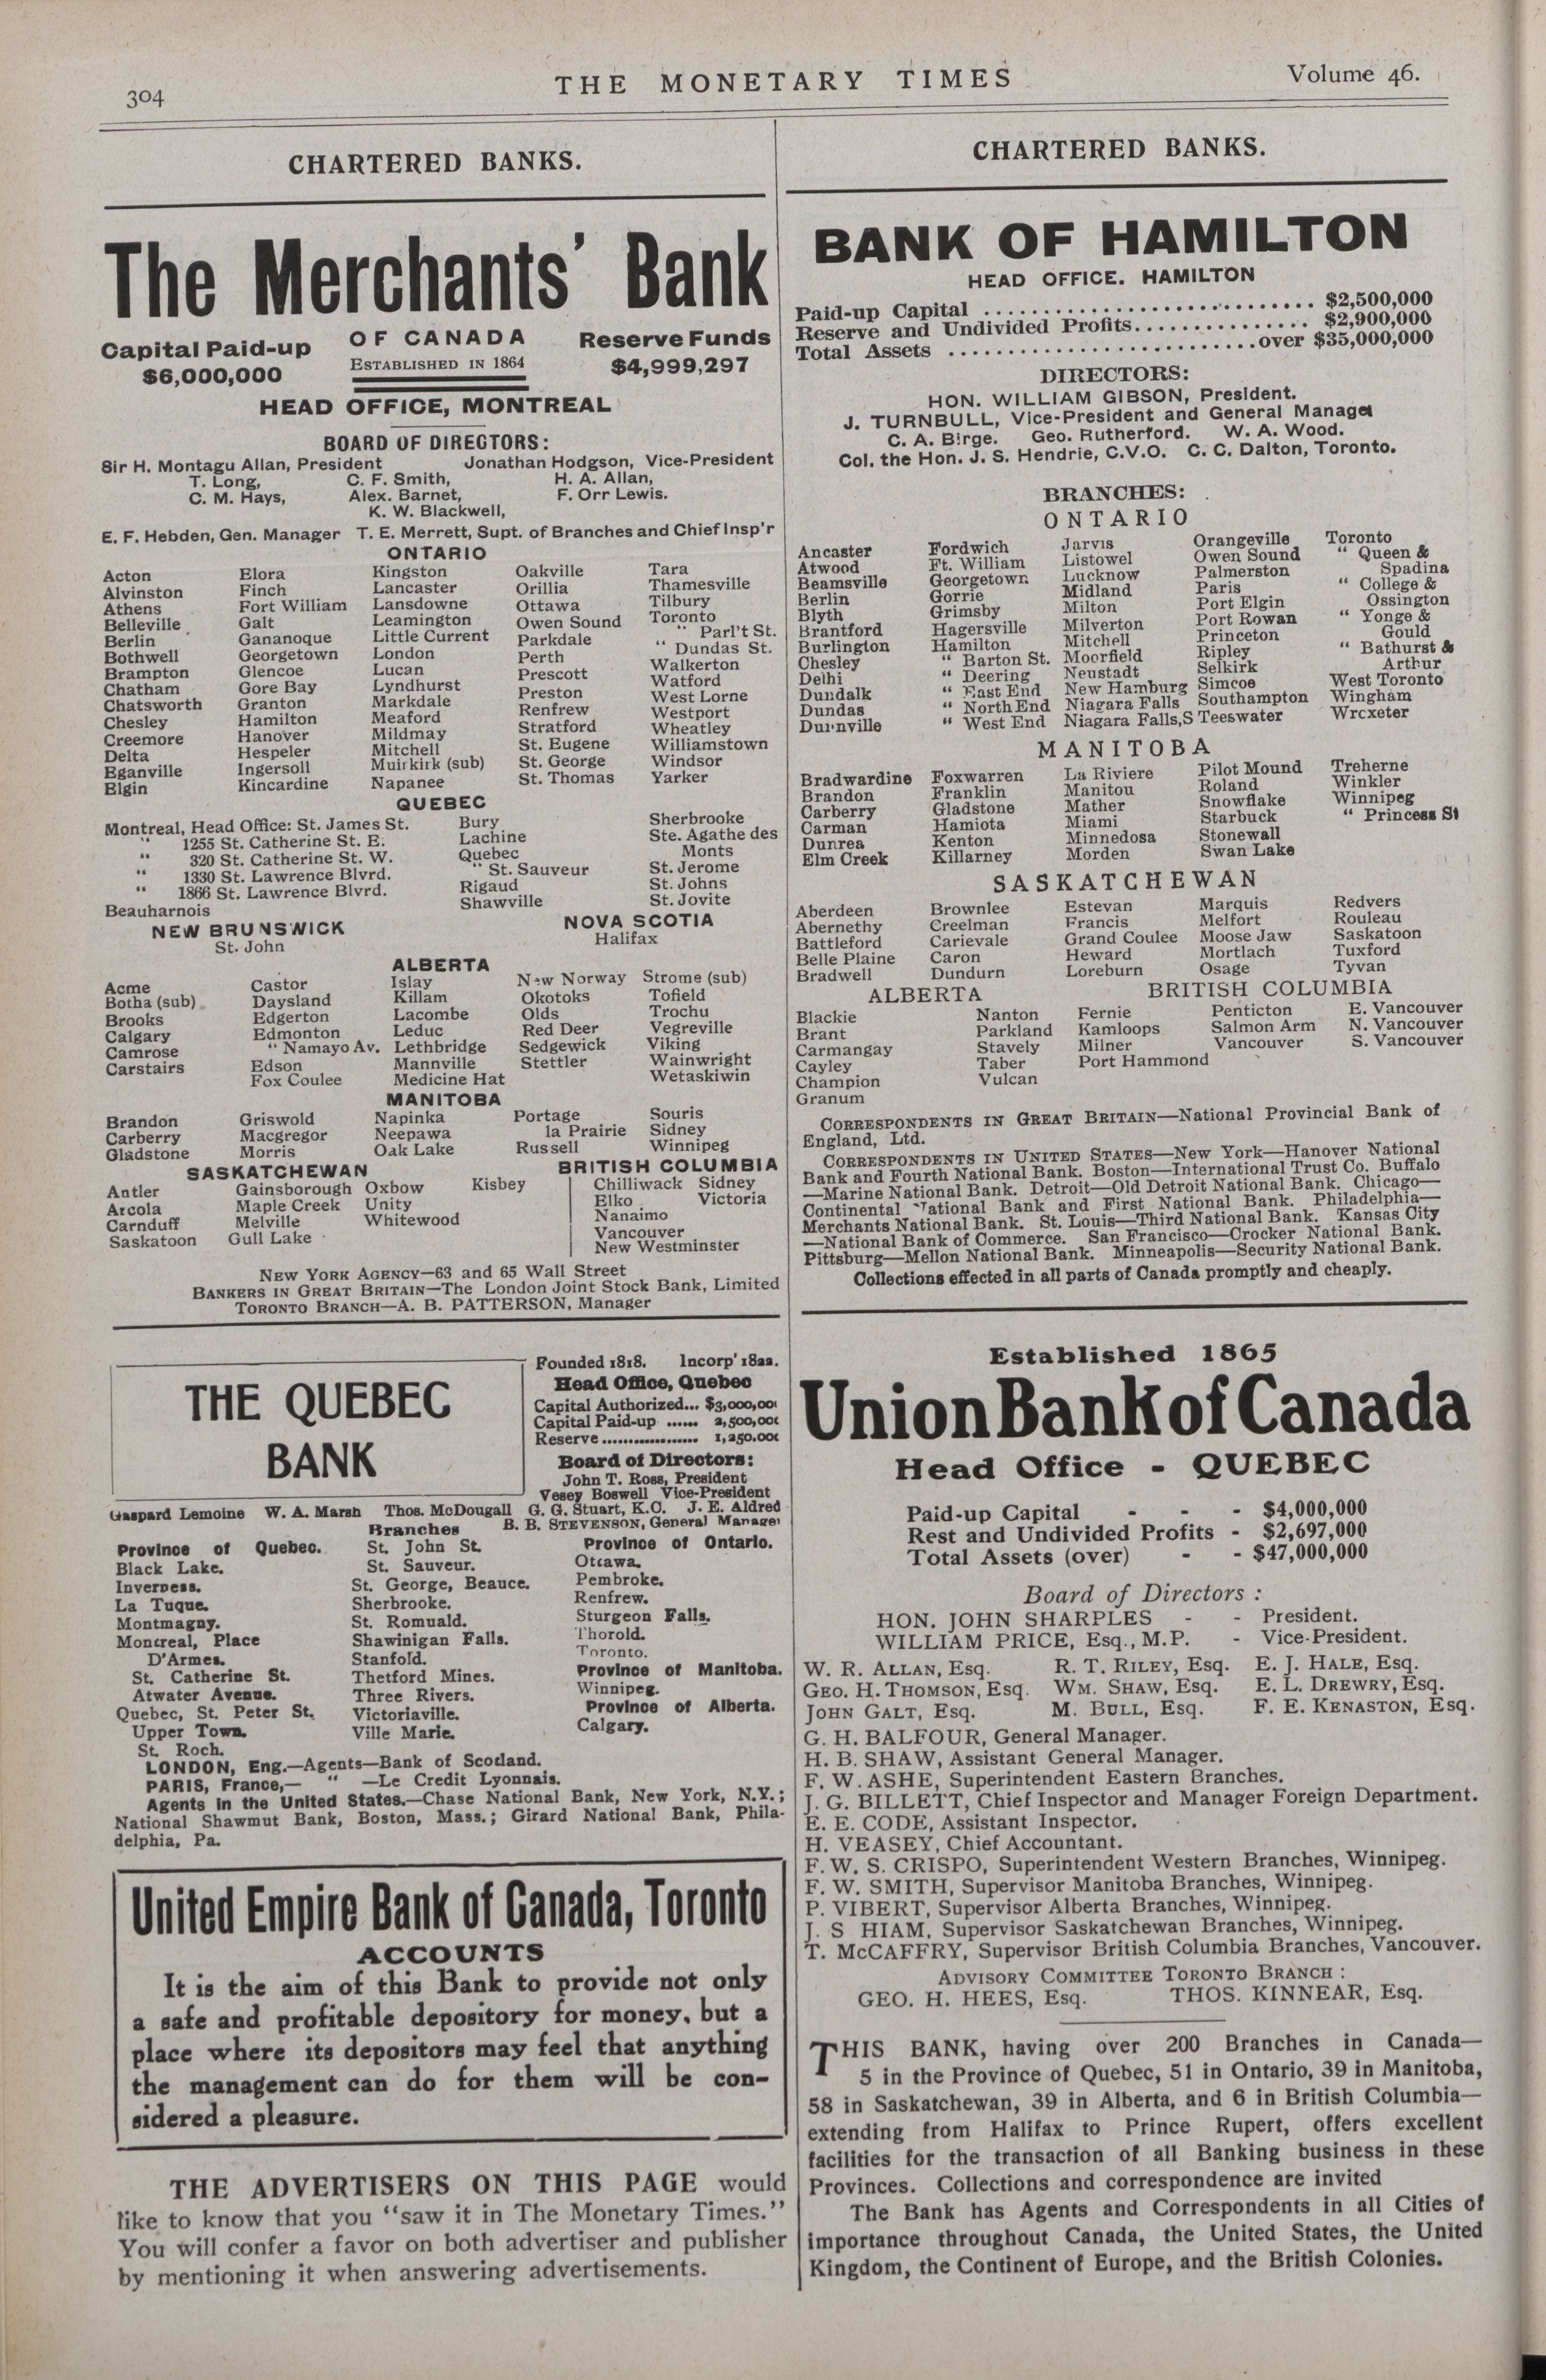 304
THE MONETARY TIMES
Volume 46.
CHARTERED BANKS.
The Merchants' Bank
OF CANADA
ESTABLISHED IN 1864
Capital Paid-up
$6,000,000
Reserve Funds
$4,999,297
HEAD OFFICE, MONTREAL
BOARD OF DIRECTORS:
Sir H. Montagu Allan, President Jonathan Hodgson, Vice-President
T. Long, C. F. Smith, H. A. Allan,
C. M. Hays, Alex. Barnet, F. Orr Lewis.
K. W. Blackwell,
E. F. Hebden, Gen. Manager T. E. Merrett, Supt. of Branches and Chief Insp'r
ONTARIO
Acton
Alvinston
Athens
Belleville
Berlin
Bothwell
Brampton
Chatham
Chatsworth
Chesley
Creemore
Delta
Eganville
Elgin
Elora
Finch
Fort William
Galt
Gananoque
Georgetown
Glencoe
Gore Bay
Granton
Hamilton
Hanover
Hespeler
Ingersoll
Kincardine
Kingston
Lancaster
Lansdowne
Leamington
Little Current
London
Lucan
Lyndhurst
Markdale
Meaford
Mildmay
Mitchell
Muirkirk (sub)
Napanee
Oakville
Orillia
Ottawa
Owen Sound
Parkdale
Perth
Prescott
Preston
Renfrew
Stratford
St. Eugene
St. George
St. Thomas
Tara
Thamesville
Tilbury
Toronto
" Parl't St.
" Dundas St.
Walkerton
Watford
West Lorne
Westport
Wheatley
Williamstown
Windsor
Yarker
QUEBEC
Montreal, Head Office: St. James St.
" 1255 St. Catherine St. E.
" 320 St. Catherine St. W.
" 1330 St. Lawrence Blvrd.
" 1866 St. Lawrence Blvrd.
Beauharnois
Bury
Lachine
Quebec
" St. Sauveur
Rigaud
Shawville
Sherbrooke
Ste. Agathe des
Monts
St. Jerome
St. Johns
St. Jovite
NEW BRUNSWICK
St. John
NOVA SCOTIA
Halifax
ALBERTA
Acme
Botha (sub)
Brooks
Calgary
Camrose
Carstairs
Castor
Daysland
Edgerton
Edmonton
" Namayo Av.
Edson
Fox Coulee
Islay
Killam
Lacombe
Leduc
Lethbridge
Mannville
Medicine Hat
New Norway
Okotoks
Olds
Red Deer
Sedgewick
Stettler
Strome (sub)
Tofield
Trochu
Vegreville
Viking
Wainwright
Wetaskiwin
MANITOBA
Brandon
Carberry
Gladstone
Griswold
Macgregor
Morris
Napinka
Neepawa
Oak Lake
Portage
la Prairie
Russell
Souris
Sidney
Winnipeg
SASKATCHEWAN
Antler
Arcola
Carnduff
Saskatoon
Gainsborough
Maple Creek
Melville
Gull Lake
Oxbow
Unity
Whitewood
Kisbey
BRITISH COLUMBIA
Chilliwack Sidney
Elko Victoria
Nanaimo
Vancouver
New Westminster
NEW YORK AGENCY—63 and 65 Wall Street
BANKERS IN GREAT BRITAIN—The London Joint Stock Bank, Limited
TORONTO BRANCH—A. B. PATTERSON, Manager
THE QUEBEC
BANK
Founded 1818. Incorp' 1822.
Head Office, Quebec
Capital Authorized... $3,000,000
Capital Paid-up ...... 2,500,000
Reserve.................. 1,250,000
Board of Directors:
John T. Ross, President
Vesey Boswell Vice-President
Gaspard Lemoine W. A. Marsh Thos. McDougall G. G. Stuart, K.C. J. E. Aldred
B. B. STEVENSON, General Manager
Branches
Province of Quebec.
Black Lake.
Inverness.
La Tuque.
Montmagny.
Montreal, Place
D'Armes.
St. Catherine St.
Atwater Avenue.
Quebec, St. Peter St.
Upper Town.
St. Roch.
St. John St.
St. Sauveur.
St. George, Beauce.
Sherbrooke.
St. Romuald.
Shawinigan Falls.
Stanfold.
Thetford Mines.
Three Rivers.
Victoriaville.
Ville Marie.
Province of Ontario.
Ottawa.
Pembroke.
Renfrew.
Sturgeon Falls.
Thorold.
Toronto.
Province of Manitoba.
Winnipeg.
Province of Alberta.
Calgary.
LONDON, Eng.—Agents—Bank of Scotland.
PARIS, France,— " —Le Credit Lyonnais.
Agents in the United States.—Chase National Bank, New York, N.Y.;
National Shawmut Bank, Boston, Mass.; Girard National Bank, Phila-
delphia, Pa.
United Empire Bank of Canada, Toronto
ACCOUNTS
It is the aim of this Bank to provide not only
a safe and profitable depository for money, but a
place where its depositors may feel that anything
the management can do for them will be con-
sidered a pleasure.
THE ADVERTISERS ON THIS PAGE would
like to know that you "saw it in The Monetary Times."
You will confer a favor on both advertiser and publisher
by mentioning it when answering advertisements.
CHARTERED BANKS.
BANK OF HAMILTON
HEAD OFFICE. HAMILTON
Paid-up Capital ................................ $2,500,000
Reserve and Undivided Profits................ $2,900,000
Total Assets ............................over $35,000,000
DIRECTORS:
HON. WILLIAM GIBSON, President.
J. TURNBULL, Vice-President and General Manager
C. A. Birge. Geo. Rutherford. W. A. Wood.
Col. the Hon. J. S. Hendrie, C.V.O. C. C. Dalton, Toronto.
BRANCHES:
ONTARIO
Ancaster
Atwood
Beamsville
Berlin
Blyth
Brantford
Burlington
Chesley
Delhi
Dundalk
Dundas
Dunnville
Fordwich
Ft. William
Georgetown
Gorrie
Grimsby
Hagersville
Hamilton
" Barton St.
" Deering
" East End
" North End
" West End
Jarvis
Listowel
Lucknow
Midland
Milton
Milverton
Mitchell
Moorfield
Neustadt
New Hamburg
Niagara Falls
Niagara Falls,S
Orangeville
Owen Sound
Palmerston
Paris
Port Elgin
Port Rowan
Princeton
Ripley
Selkirk
Simcoe
Southampton
Teeswater
Toronto
" Queen &
Spadina
" College &
Ossington
" Yonge &
Gould
" Bathurst &
Arthur
West Toronto
Wingham
Wroxeter
MANITOBA
Bradwardine
Brandon
Carberry
Carman
Dunrea
Elm Creek
Foxwarren
Franklin
Gladstone
Hamiota
Kenton
Killarney
La Riviere
Manitou
Mather
Miami
Minnedosa
Morden
Pilot Mound
Roland
Snowflake
Starbuck
Stonewall
Swan Lake
Treherne
Winkler
Winnipeg
" Princess St
SASKATCHEWAN
Aberdeen
Abernethy
Battleford
Belle Plaine
Bradwell
Brownlee
Creelman
Carievale
Caron
Dundurn
Estevan
Francis
Grand Coulee
Heward
Loreburn
Marquis
Melfort
Moose Jaw
Mortlach
Osage
Redvers
Rouleau
Saskatoon
Tuxford
Tyvan
ALBERTA
Blackie
Brant
Carmangay
Cayley
Champion
Granum
Nanton
Parkland
Stavely
Taber
Vulcan
BRITISH COLUMBIA
Fernie
Kamloops
Milner
Port Hammond
Penticton
Salmon Arm
Vancouver
E. Vancouver
N. Vancouver
S. Vancouver
CORRESPONDENTS IN GREAT BRITAIN—National Provincial Bank of
England, Ltd.
CORRESPONDENTS IN UNITED STATES—New York—Hanover National
Bank and Fourth National Bank. Boston—International Trust Co. Buffalo
—Marine National Bank. Detroit—Old Detroit National Bank. Chicago—
Continental National Bank and First National Bank. Philadelphia—
Merchants National Bank. St. Louis—Third National Bank. Kansas City
—National Bank of Commerce. San Francisco—Crocker National Bank.
Pittsburg—Mellon National Bank. Minneapolis—Security National Bank.
Collections effected in all parts of Canada promptly and cheaply.
Established 1865
Union Bank of Canada
Head Office - QUEBEC
Paid-up Capital - - - $4,000,000
Rest and Undivided Profits - $2,697,000
Total Assets (over) - - $47,000,000
Board of Directors :
HON. JOHN SHARPLES - - President.
WILLIAM PRICE, Esq., M.P. - Vice-President.
W. R. ALLAN, Esq. R. T. RILEY, Esq. E. J. HALE, Esq.
GEO. H. THOMSON, Esq. WM. SHAW, Esq. E. L. DREWRY, Esq.
JOHN GALT, Esq. M. BULL, Esq. F. E. KENASTON, Esq.
G. H. BALFOUR, General Manager.
H. B. SHAW, Assistant General Manager.
F. W. ASHE, Superintendent Eastern Branches.
J. G. BILLETT, Chief Inspector and Manager Foreign Department.
E. E. CODE, Assistant Inspector.
H. VEASEY, Chief Accountant.
F. W. S. CRISPO, Superintendent Western Branches, Winnipeg.
F. W. SMITH, Supervisor Manitoba Branches, Winnipeg.
P. VIBERT, Supervisor Alberta Branches, Winnipeg.
J. S HIAM, Supervisor Saskatchewan Branches, Winnipeg.
T. McCAFFRY, Supervisor British Columbia Branches, Vancouver.
ADVISORY COMMITTEE TORONTO BRANCH :
GEO. H. HEES, Esq. THOS. KINNEAR, Esq.
THIS BANK, having over 200 Branches in Canada—
5 in the Province of Quebec, 51 in Ontario, 39 in Manitoba,
58 in Saskatchewan, 39 in Alberta, and 6 in British Columbia—
extending from Halifax to Prince Rupert, offers excellent
facilities for the transaction of all Banking business in these
Provinces. Collections and correspondence are invited
The Bank has Agents and Correspondents in all Cities of
importance throughout Canada, the United States, the United
Kingdom, the Continent of Europe, and the British Colonies.